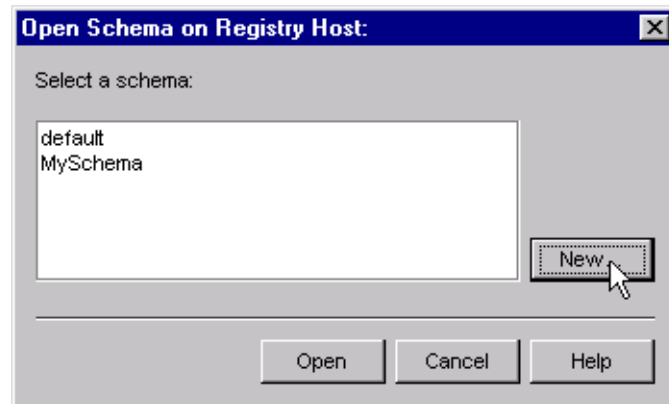 Open Schema on Registry Host:
Select a schema:
default
MySchema
New...
Open Cancel Help